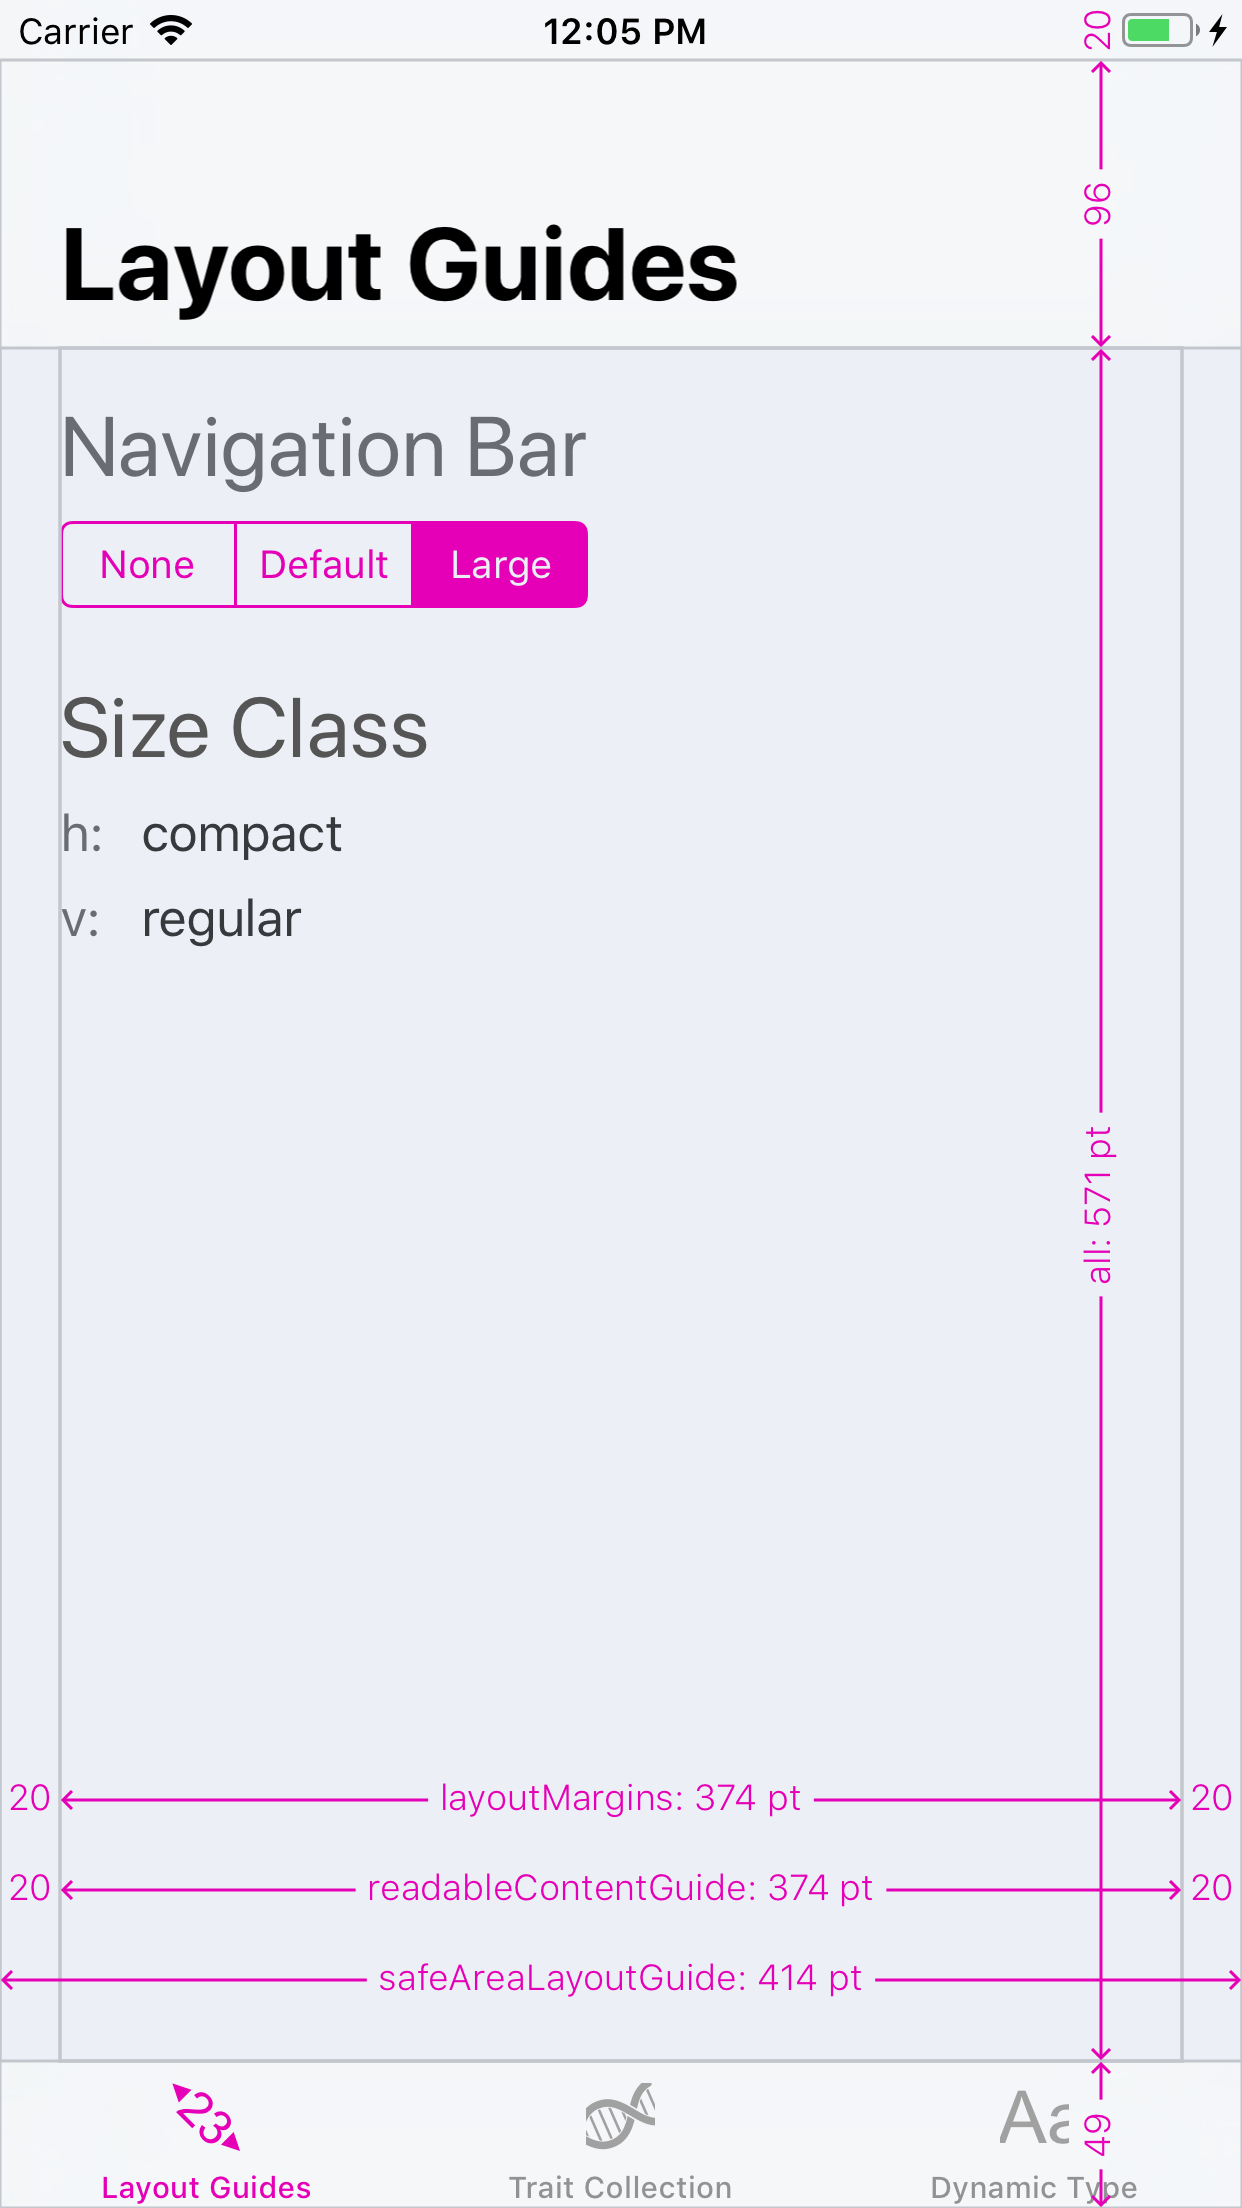 Carrier 12:05 PM
20
96
Layout Guides
Navigation Bar
None Default Large
Size Class
h: compact
v: regular
all: 571 pt
20 layoutMargins: 374 pt 20
20 readableContentGuide: 374 pt 20
safeAreaLayoutGuide: 414 pt
23 Aa 49
Layout Guides Trait Collection Dynamic Type